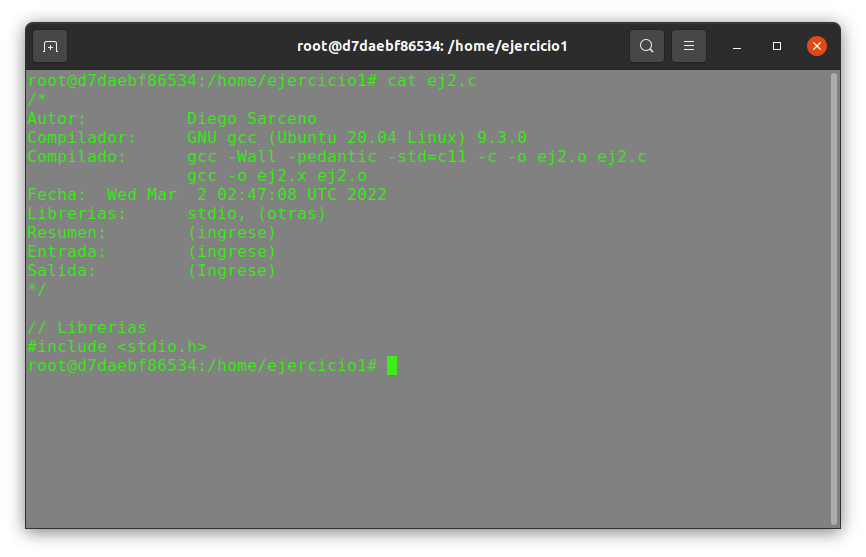 root@d7daebf86534: /home/ejercicio1
root@d7daebf86534:/home/ejercicio1# cat ej2.c
/*
Autor:          Diego Sarceno
Compilador:     GNU gcc (Ubuntu 20.04 Linux) 9.3.0
Compilado:      gcc -Wall -pedantic -std=c11 -c -o ej2.o ej2.c
                gcc -o ej2.x ej2.o
Fecha:  Wed Mar  2 02:47:08 UTC 2022
Librerias:      stdio, (otras)
Resumen:        (ingrese)
Entrada:        (ingrese)
Salida:         (Ingrese)
*/

// Librerias
#include <stdio.h>
root@d7daebf86534:/home/ejercicio1#